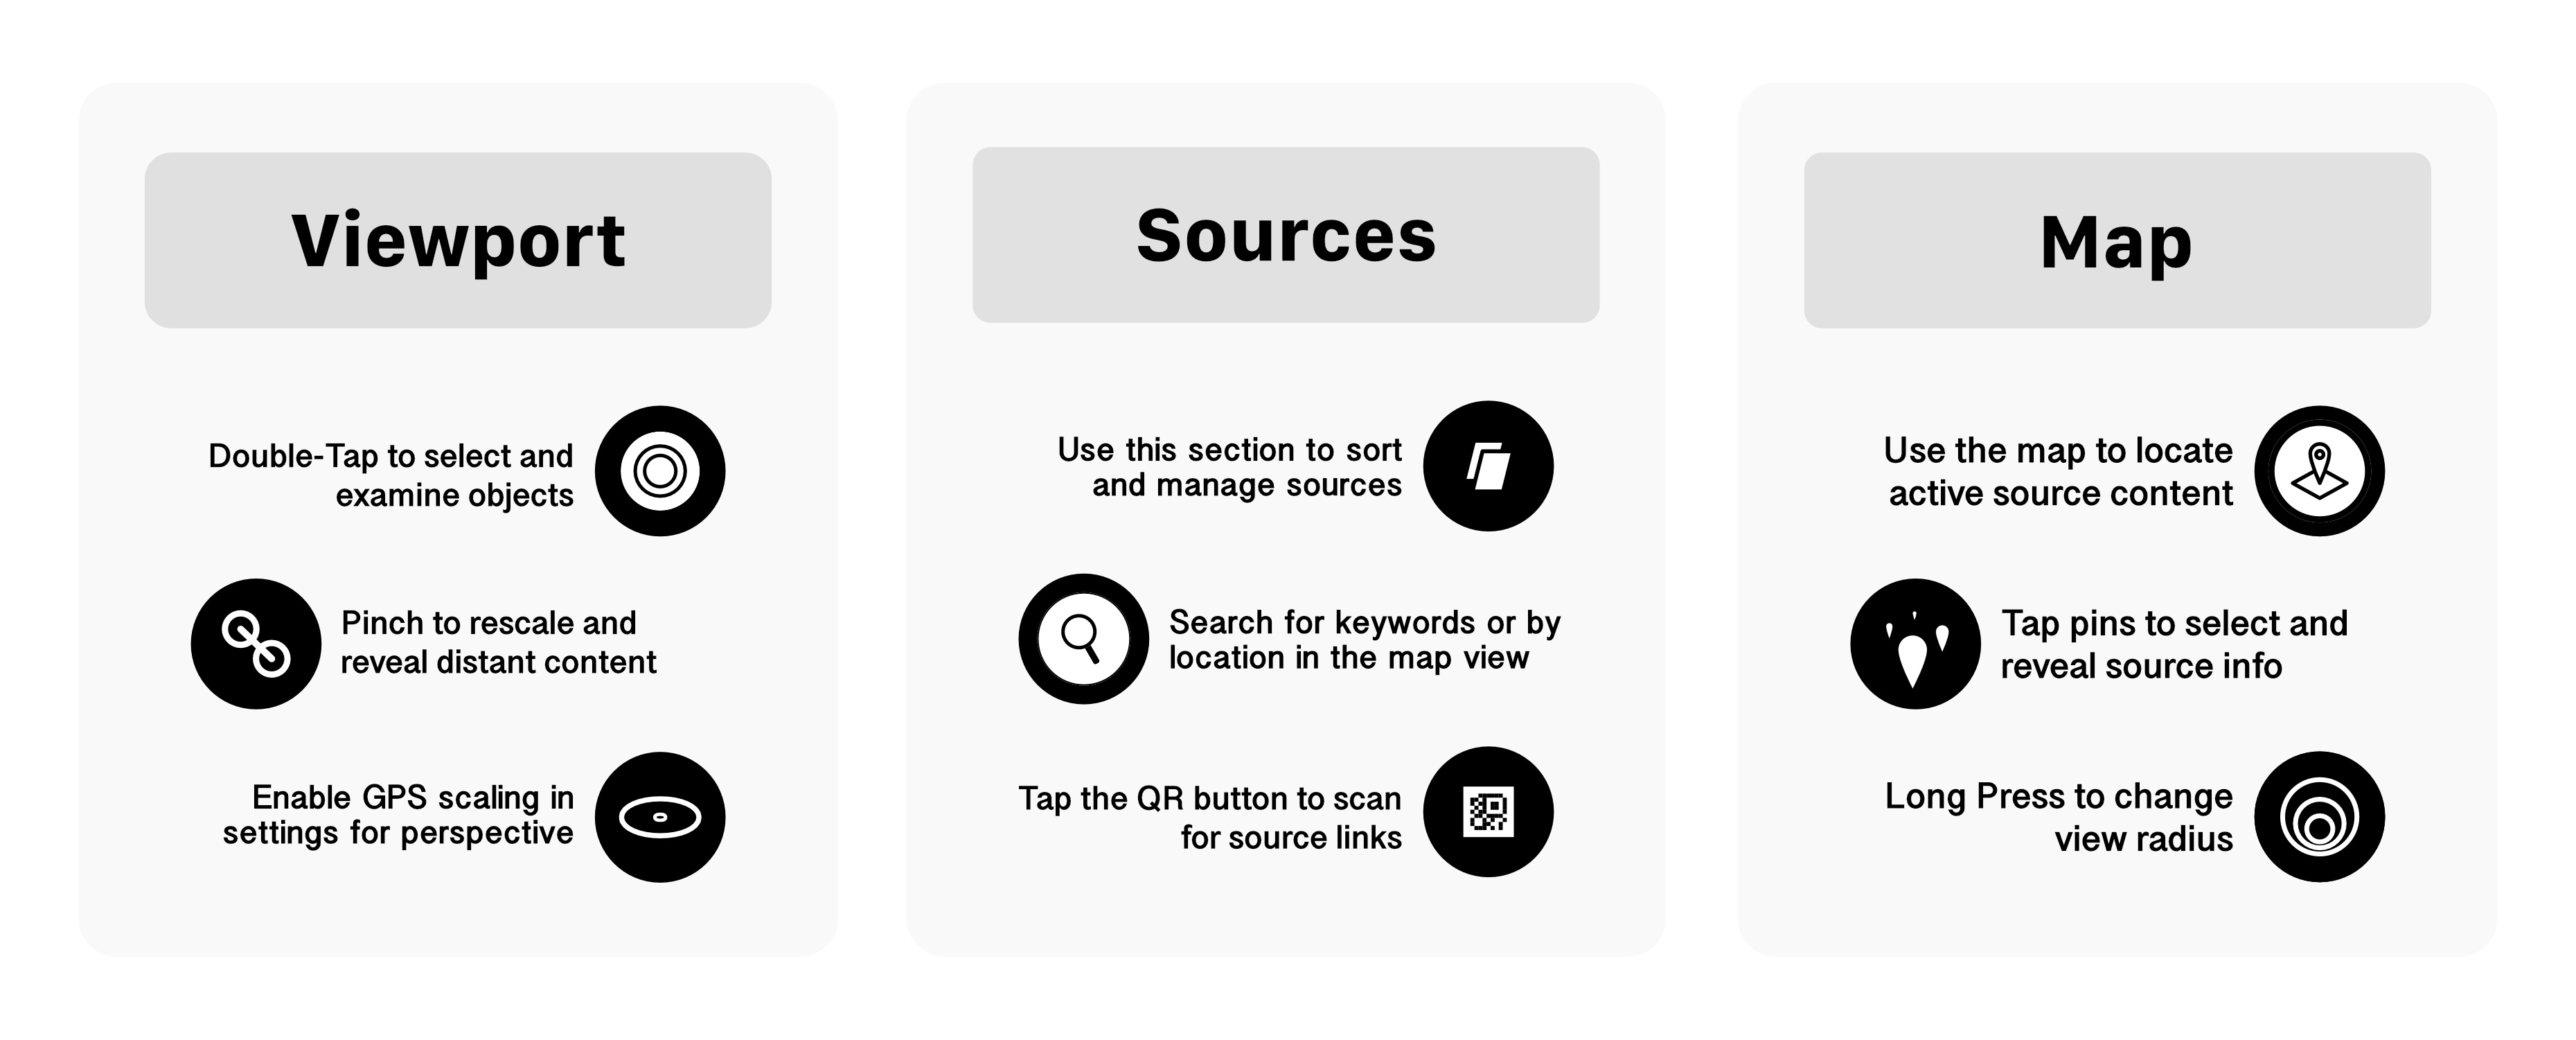 Viewport
Double-Tap to select and
examine objects
Pinch to rescale and
reveal distant content
Enable GPS scaling in
settings for perspective
Sources
Use this section to sort
and manage sources
Search for keywords or by
location in the map view
Tap the QR button to scan
for source links
Map
Use the map to locate
active source content
Tap pins to select and
reveal source info
Long Press to change
view radius